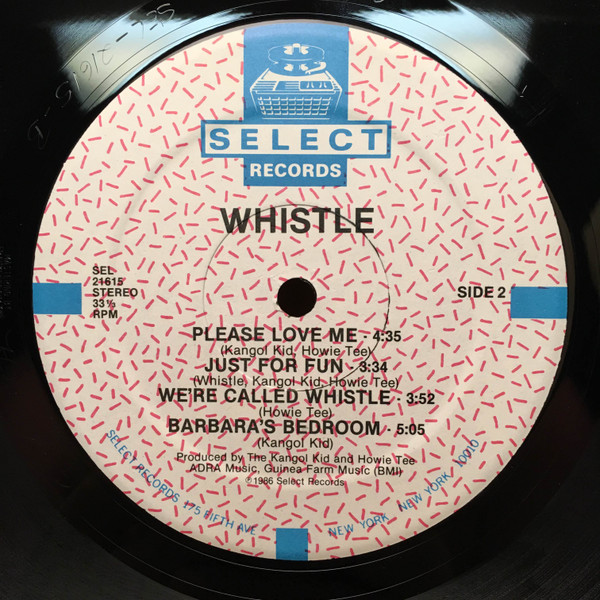 SELECT
RECORDS
WHISTLE
SEL
21615
STEREO
33⅓
RPM
SIDE 2
PLEASE LOVE ME - 4:35
(Kangol Kid, Howie Tee)
JUST FOR FUN - 3:34
(Whistle, Kangol Kid, Howie Tee)
WE'RE CALLED WHISTLE - 3:52
(Howie Tee)
BARBARA'S BEDROOM - 5:05
(Kangol Kid)
Produced by The Kangol Kid and Howie Tee
ADRA Music, Guinea Farm Music (BMI)
℗1986 Select Records
SELECT RECORDS 175 FIFTH AVE NEW YORK NEW YORK 10010